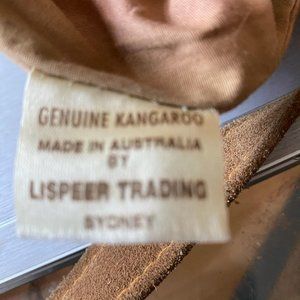 GENUINE KANGAROO
MADE IN AUSTRALIA
BY
LISPEER TRADING
SYDNEY